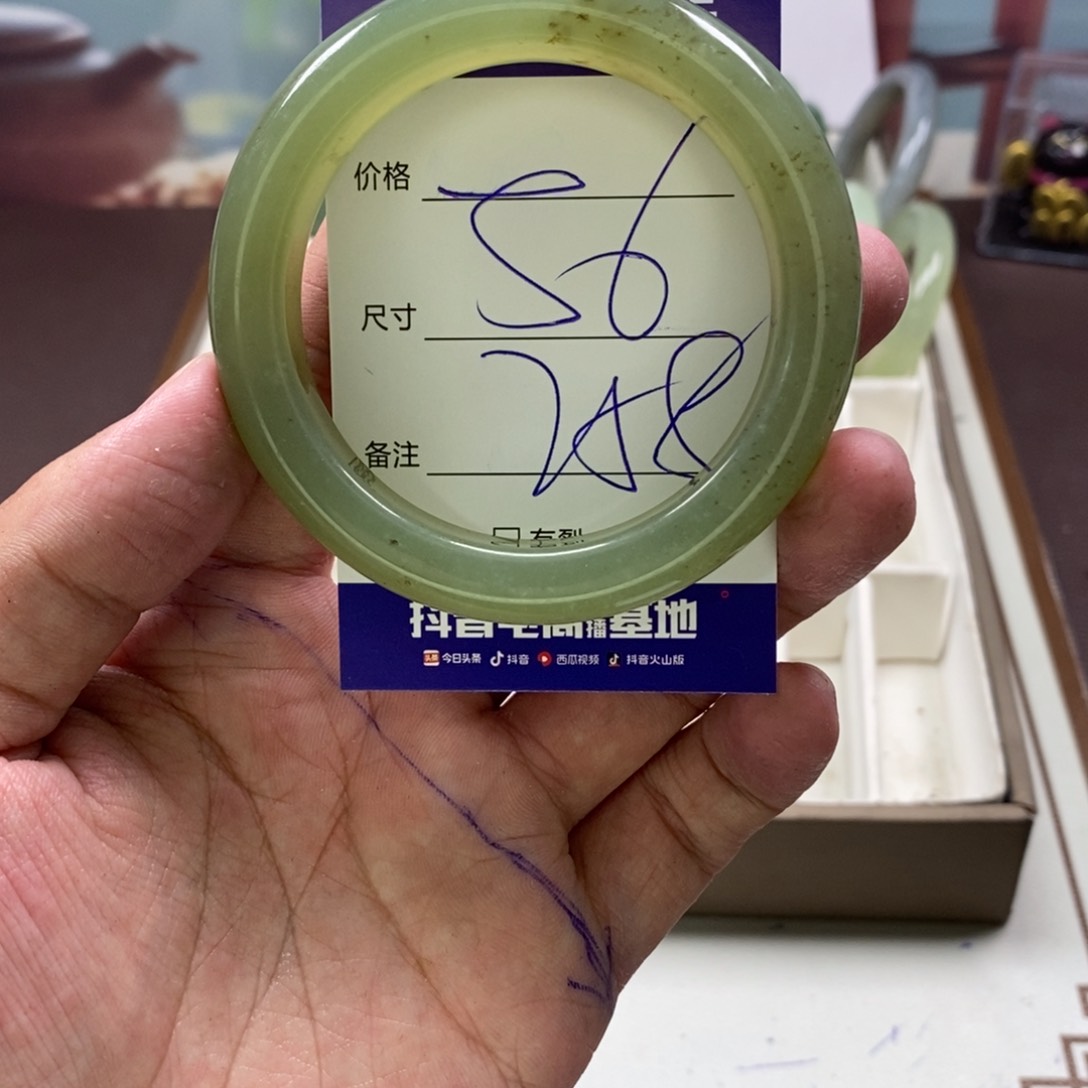 价格
56
尺寸
备注
有裂
抖音电商直播基地
今日头条 抖音 西瓜视频 抖音火山版